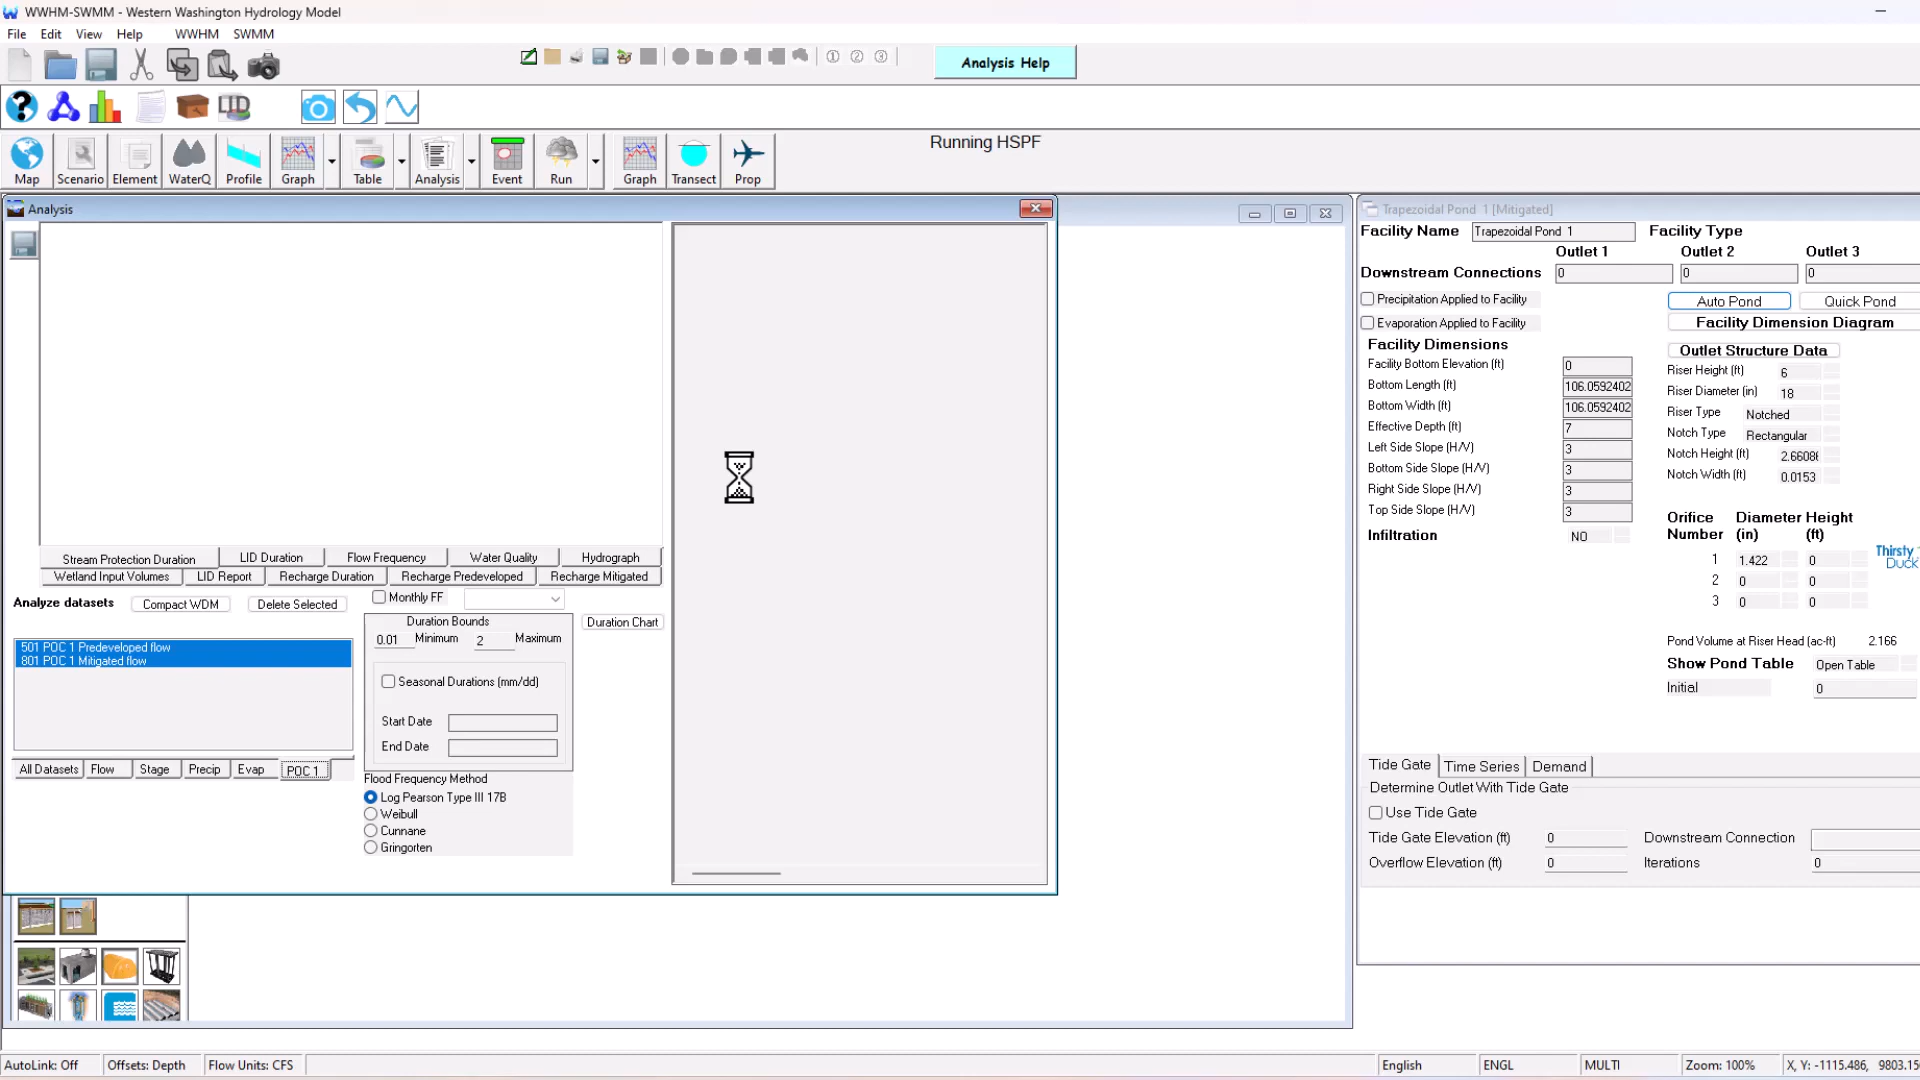 WWHM-SWMM - Western Washington Hydrology Model
File Edit View Help WWHM SWMM
Analysis Help
Map Scenario Element WaterQ Profile Graph Table Analysis Event Run Graph Transect Prop
Running HSPF
Analysis
Stream Protection Duration LID Duration Flow Frequency Water Quality Hydrograph
Wetland Input Volumes LID Report Recharge Duration Recharge Predeveloped Recharge Mitigated
Analyze datasets Compact WDM Delete Selected Monthly FF
Duration Bounds Duration Chart
0.01 Minimum 2 Maximum
501 POC 1 Predeveloped flow
801 POC 1 Mitigated flow
Seasonal Durations (mm/dd)
Start Date
End Date
All Datasets Flow Stage Precip Evap POC 1
Flood Frequency Method
Log Pearson Type III 17B
Weibull
Cunnane
Gringorten
Trapezoidal Pond 1 [Mitigated]
Facility Name Trapezoidal Pond 1 Facility Type
Outlet 1 Outlet 2 Outlet 3
Downstream Connections 0 0 0
Precipitation Applied to Facility Auto Pond Quick Pond
Evaporation Applied to Facility Facility Dimension Diagram
Facility Dimensions Outlet Structure Data
Facility Bottom Elevation (ft) 0 Riser Height (ft) 6
Bottom Length (ft) 106.0592402 Riser Diameter (in) 18
Bottom Width (ft) 106.0592402 Riser Type Notched
Effective Depth (ft) 7 Notch Type Rectangular
Left Side Slope (H/V) 3 Notch Height (ft) 2.6608
Bottom Side Slope (H/V) 3 Notch Width (ft) 0.0153
Right Side Slope (H/V) 3
Top Side Slope (H/V) 3
Infiltration NO
Orifice Diameter Height
Number (in) (ft)
1 1.422 0
2 0 0
3 0 0
Thirsty
Duck
Pond Volume at Riser Head (ac-ft) 2.166
Show Pond Table Open Table
Initial 0
Tide Gate Time Series Demand
Determine Outlet With Tide Gate
Use Tide Gate
Tide Gate Elevation (ft) 0 Downstream Connection
Overflow Elevation (ft) 0 Iterations 0
LID
1 2 3
AutoLink: Off Offsets: Depth Flow Units: CFS English ENGL MULTI Zoom: 100% X, Y: -1115.486, 9803.15